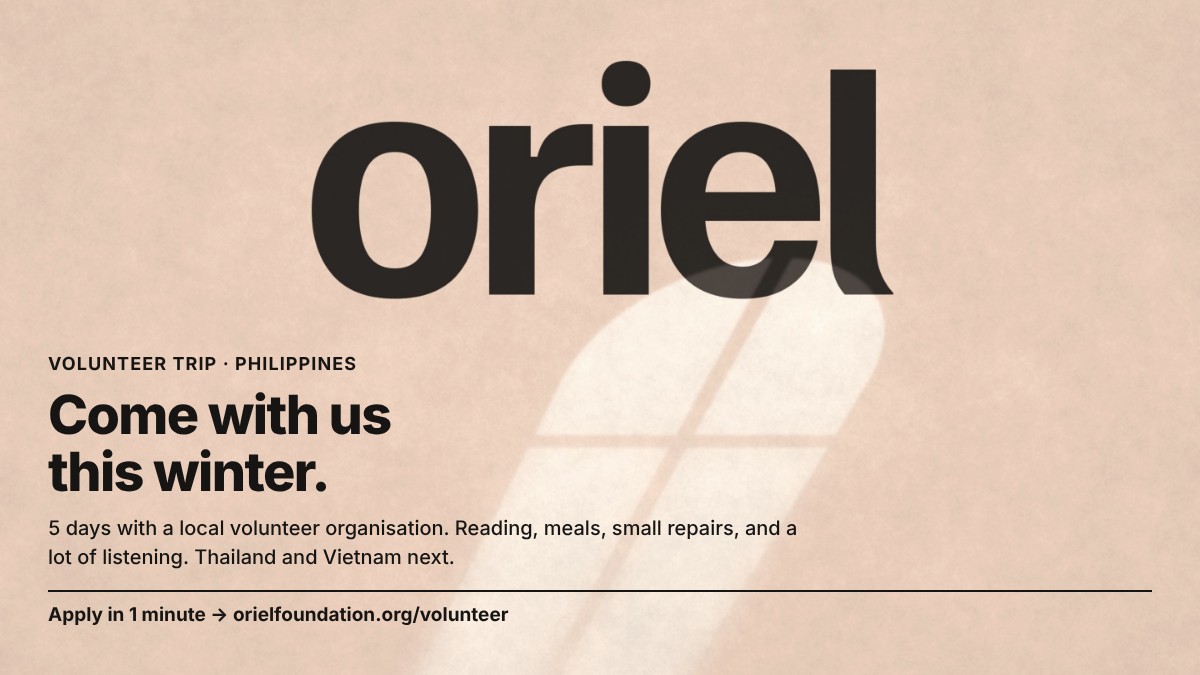 oriel
VOLUNTEER TRIP · PHILIPPINES
Come with us
this winter.
5 days with a local volunteer organisation. Reading, meals, small repairs, and a
lot of listening. Thailand and Vietnam next.
Apply in 1 minute → orielfoundation.org/volunteer